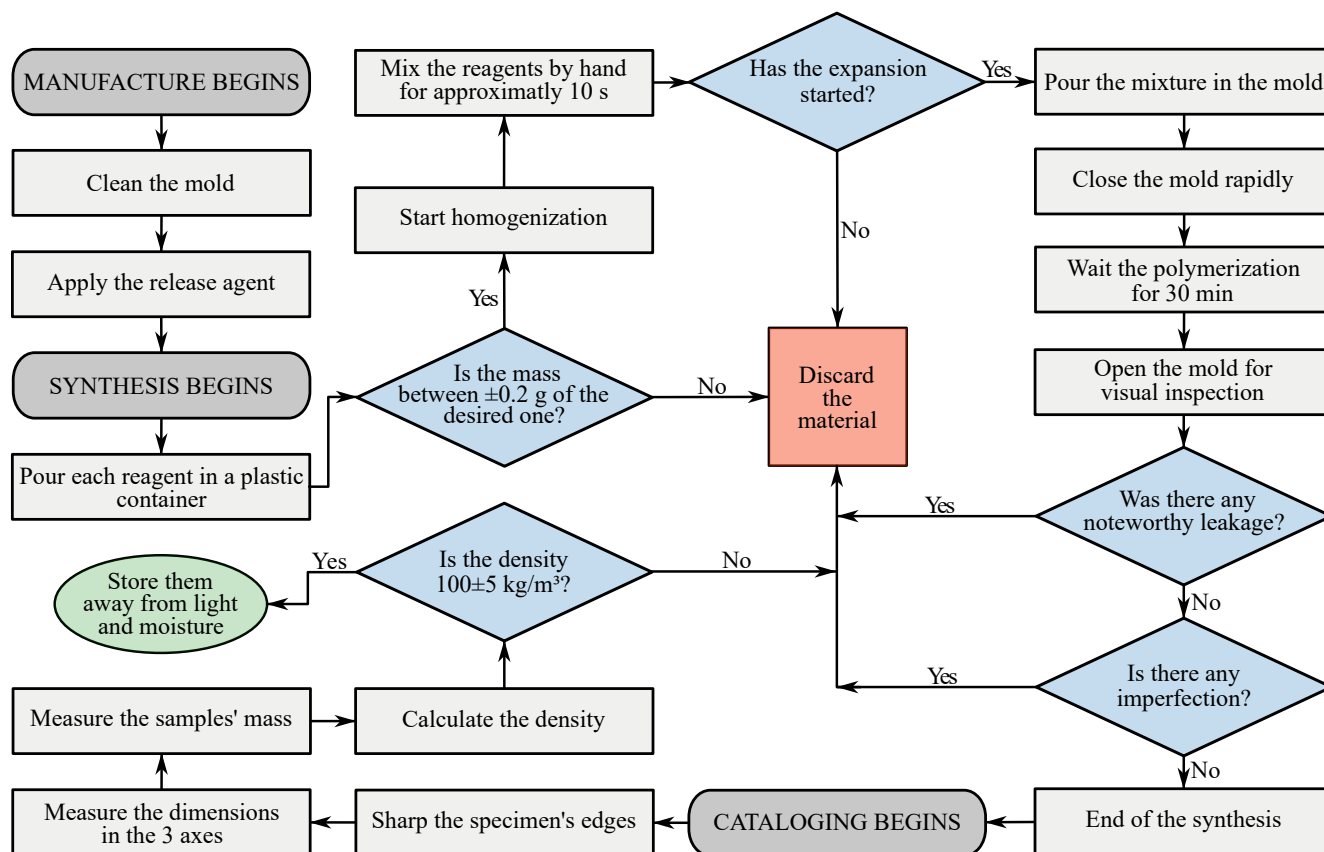 MANUFACTURE BEGINS
Clean the mold
Apply the release agent
SYNTHESIS BEGINS
Pour each reagent in a plastic
container
Is the mass
between ±0.2 g of the
desired one?
Yes
No
Start homogenization
Mix the reagents by hand
for approximatly 10 s
Has the expansion
started?
Yes
No
Discard
the
material
Pour the mixture in the mold
Close the mold rapidly
Wait the polymerization
for 30 min
Open the mold for
visual inspection
Was there any
noteworthy leakage?
Yes
No
Is there any
imperfection?
Yes
No
End of the synthesis
CATALOGING BEGINS
Sharp the specimen's edges
Measure the dimensions
in the 3 axes
Measure the samples' mass
Calculate the density
Is the density
100±5 kg/m³?
Yes
No
Store them
away from light
and moisture